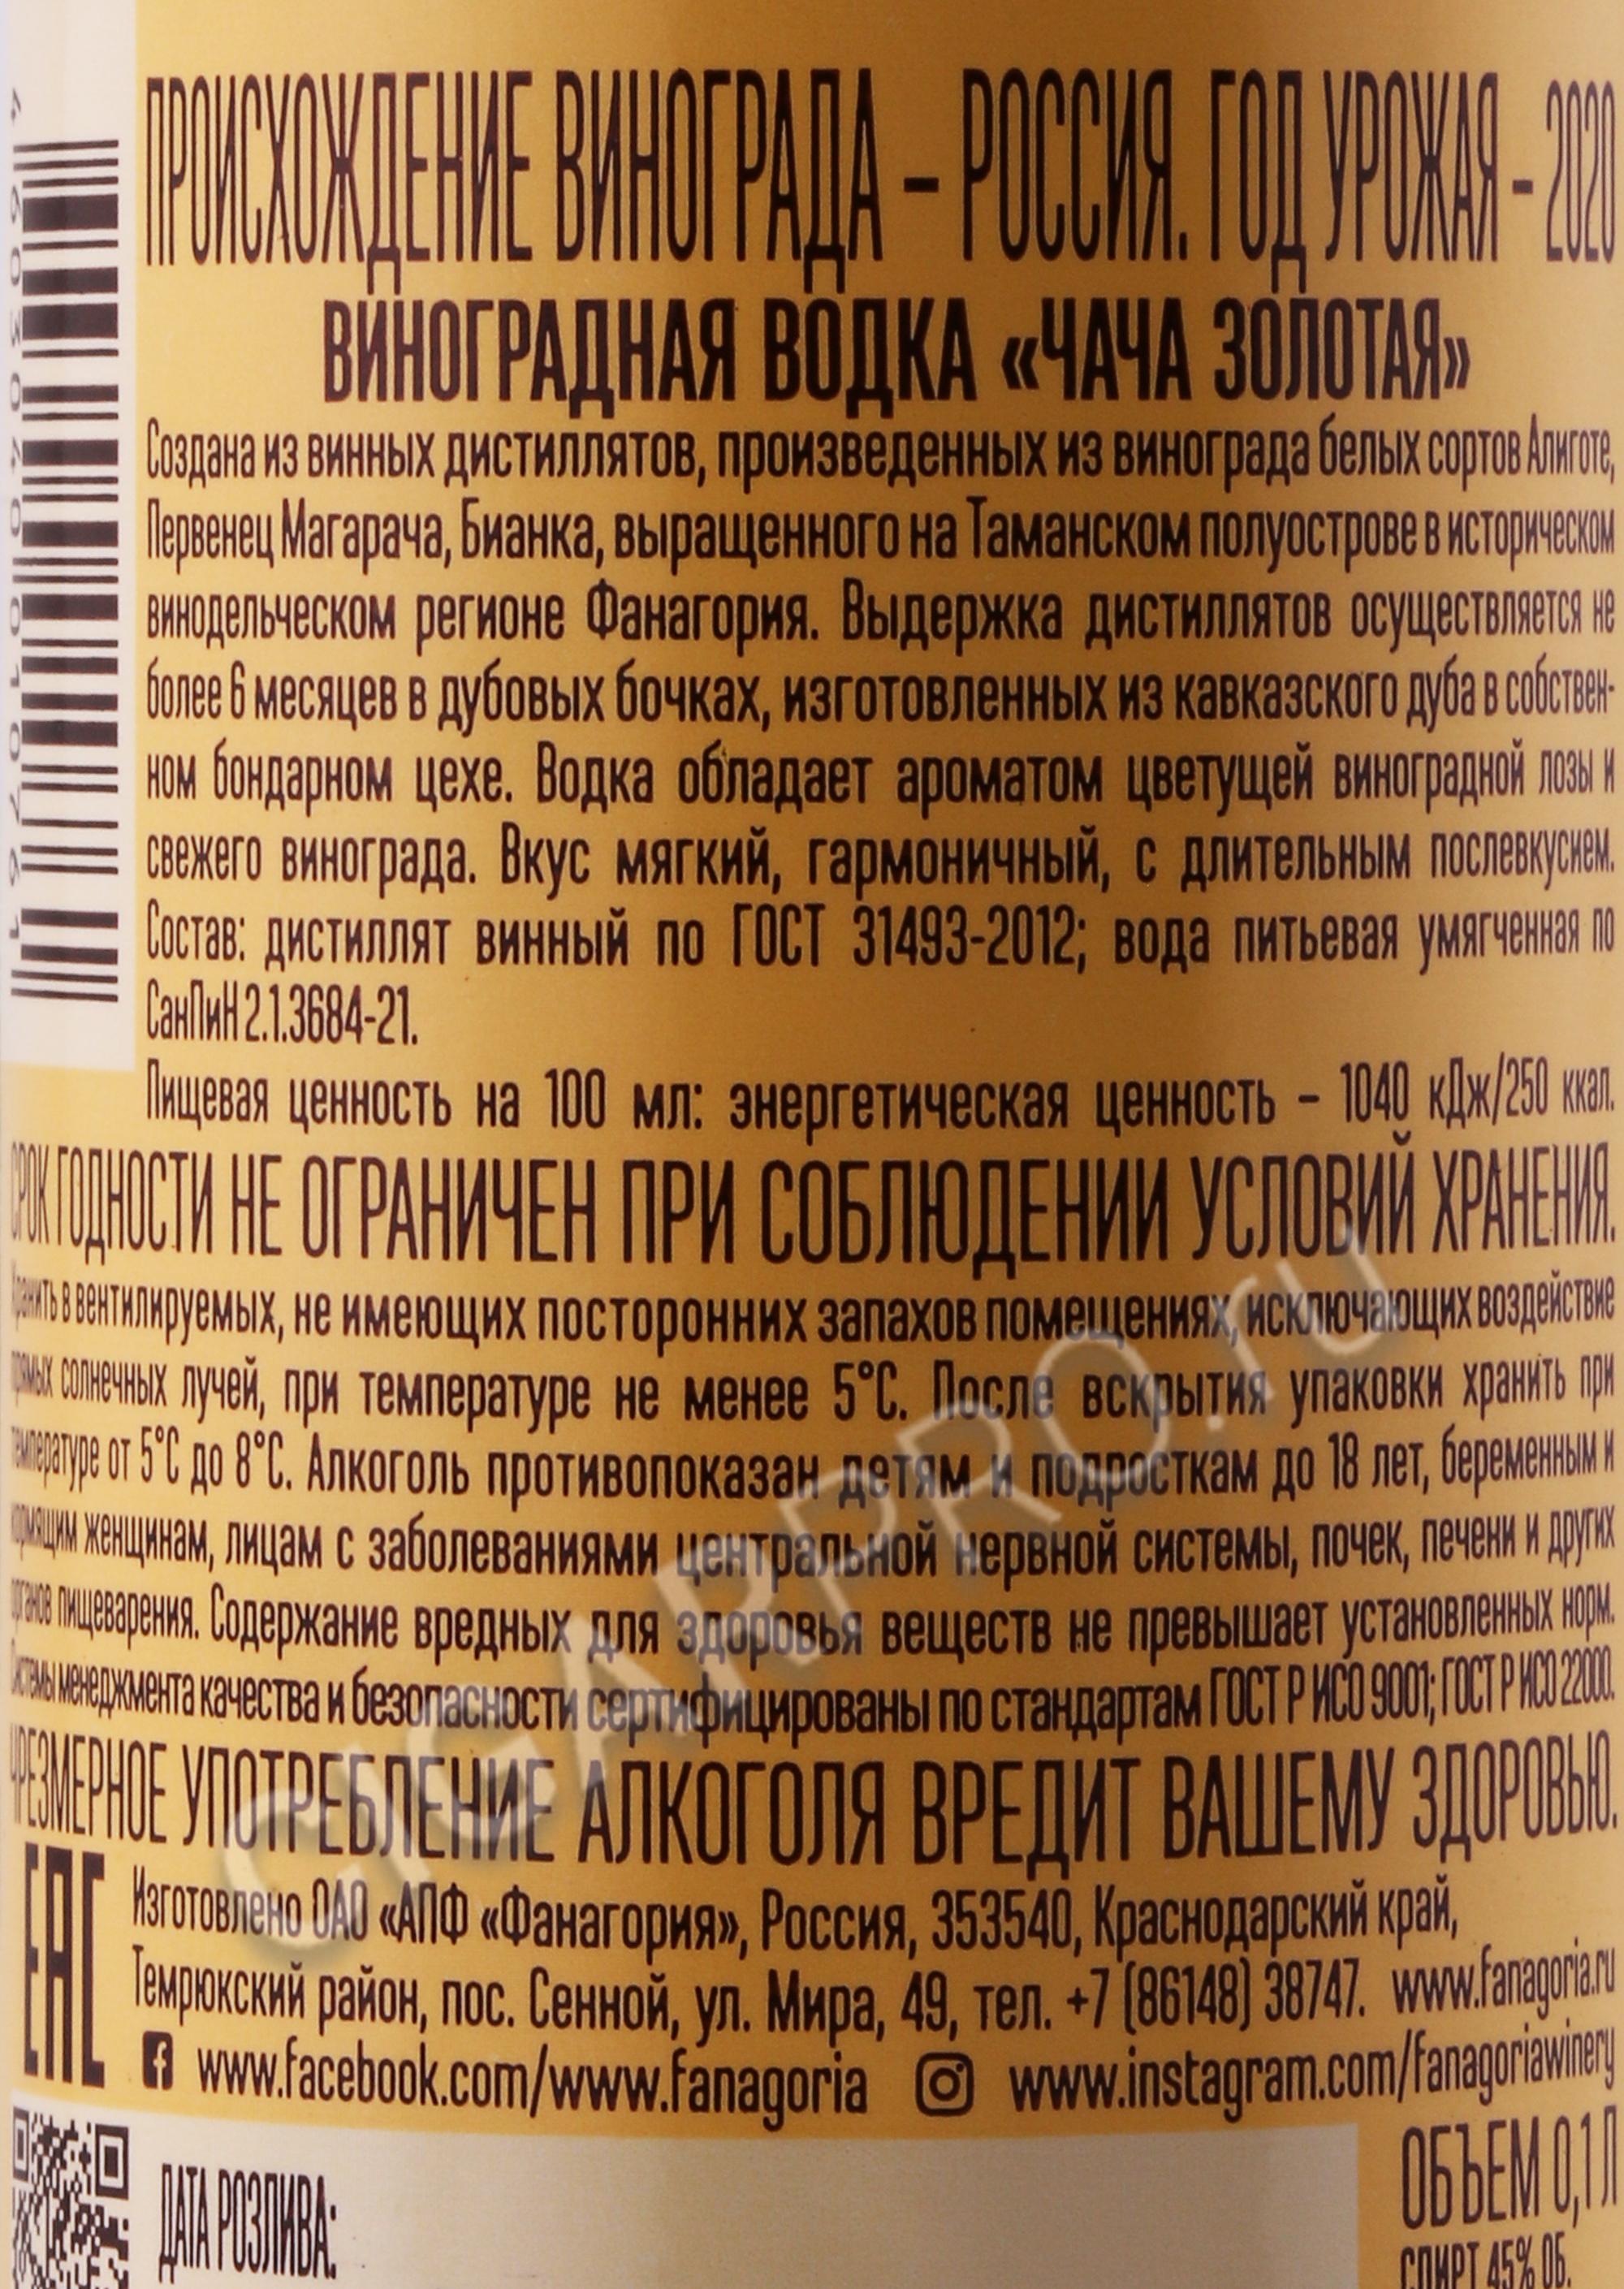 ПРОИСХОЖДЕНИЕ ВИНОГРАДА – РОССИЯ. ГОД УРОЖАЯ – 2020
ВИНОГРАДНАЯ ВОДКА «ЧАЧА ЗОЛОТАЯ»
Создана из винных дистиллятов, произведенных из винограда белых сортов Алиготе,
Первенец Магарача, Бианка, выращенного на Таманском полуострове в историческом
винодельческом регионе Фанагория. Выдержка дистиллятов осуществляется не
более 6 месяцев в дубовых бочках, изготовленных из кавказского дуба в собствен-
ном бондарном цехе. Водка обладает ароматом цветущей виноградной лозы и
свежего винограда. Вкус мягкий, гармоничный, с длительным послевкусием.
Состав: дистиллят винный по ГОСТ 31493-2012; вода питьевая умягченная по
СанПиН 2.1.3684-21.
Пищевая ценность на 100 мл: энергетическая ценность – 1040 кДж/250 ккал.
СРОК ГОДНОСТИ НЕ ОГРАНИЧЕН ПРИ СОБЛЮДЕНИИ УСЛОВИЙ ХРАНЕНИЯ.
Хранить в вентилируемых, не имеющих посторонних запахов помещениях, исключающих воздействие
прямых солнечных лучей, при температуре не менее 5°С. После вскрытия упаковки хранить при
температуре от 5°С до 8°С. Алкоголь противопоказан детям и подросткам до 18 лет, беременным и
кормящим женщинам, лицам с заболеваниями центральной нервной системы, почек, печени и других
органов пищеварения. Содержание вредных для здоровья веществ не превышает установленных норм.
Системы менеджмента качества и безопасности сертифицированы по стандартам ГОСТ Р ИСО 9001; ГОСТ Р ИСО 22000.
ЧРЕЗМЕРНОЕ УПОТРЕБЛЕНИЕ АЛКОГОЛЯ ВРЕДИТ ВАШЕМУ ЗДОРОВЬЮ.
EAC
Изготовлено ОАО «АПФ «Фанагория», Россия, 353540, Краснодарский край,
Темрюкский район, пос. Сенной, ул. Мира, 49, тел. +7 (86148) 38747. www.fanagoria.ru
www.facebook.com/www.fanagoria www.instagram.com/fanagoriawinery
ДАТА РОЗЛИВА:
ОБЪЕМ 0,1 Л
СПИРТ 45% ОБ.
CIGARPRO.ru